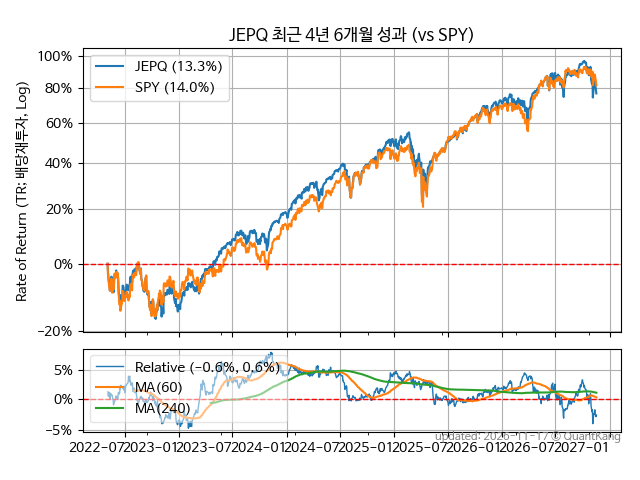 JEPQ 최근 4년 6개월 성과 (vs SPY)
Rate of Return (TR; 배당재투자, Log)
100%
80%
60%
40%
20%
0%
−20%
JEPQ (13.3%)
SPY (14.0%)
5%
0%
−5%
Relative (−0.6%, 0.6%)
MA(60)
MA(240)
2022-07
2023-01
2023-07
2024-01
2024-07
2025-01
2025-07
2026-01
2026-07
2027-01
updated: 2026-11-17 © QuantKang